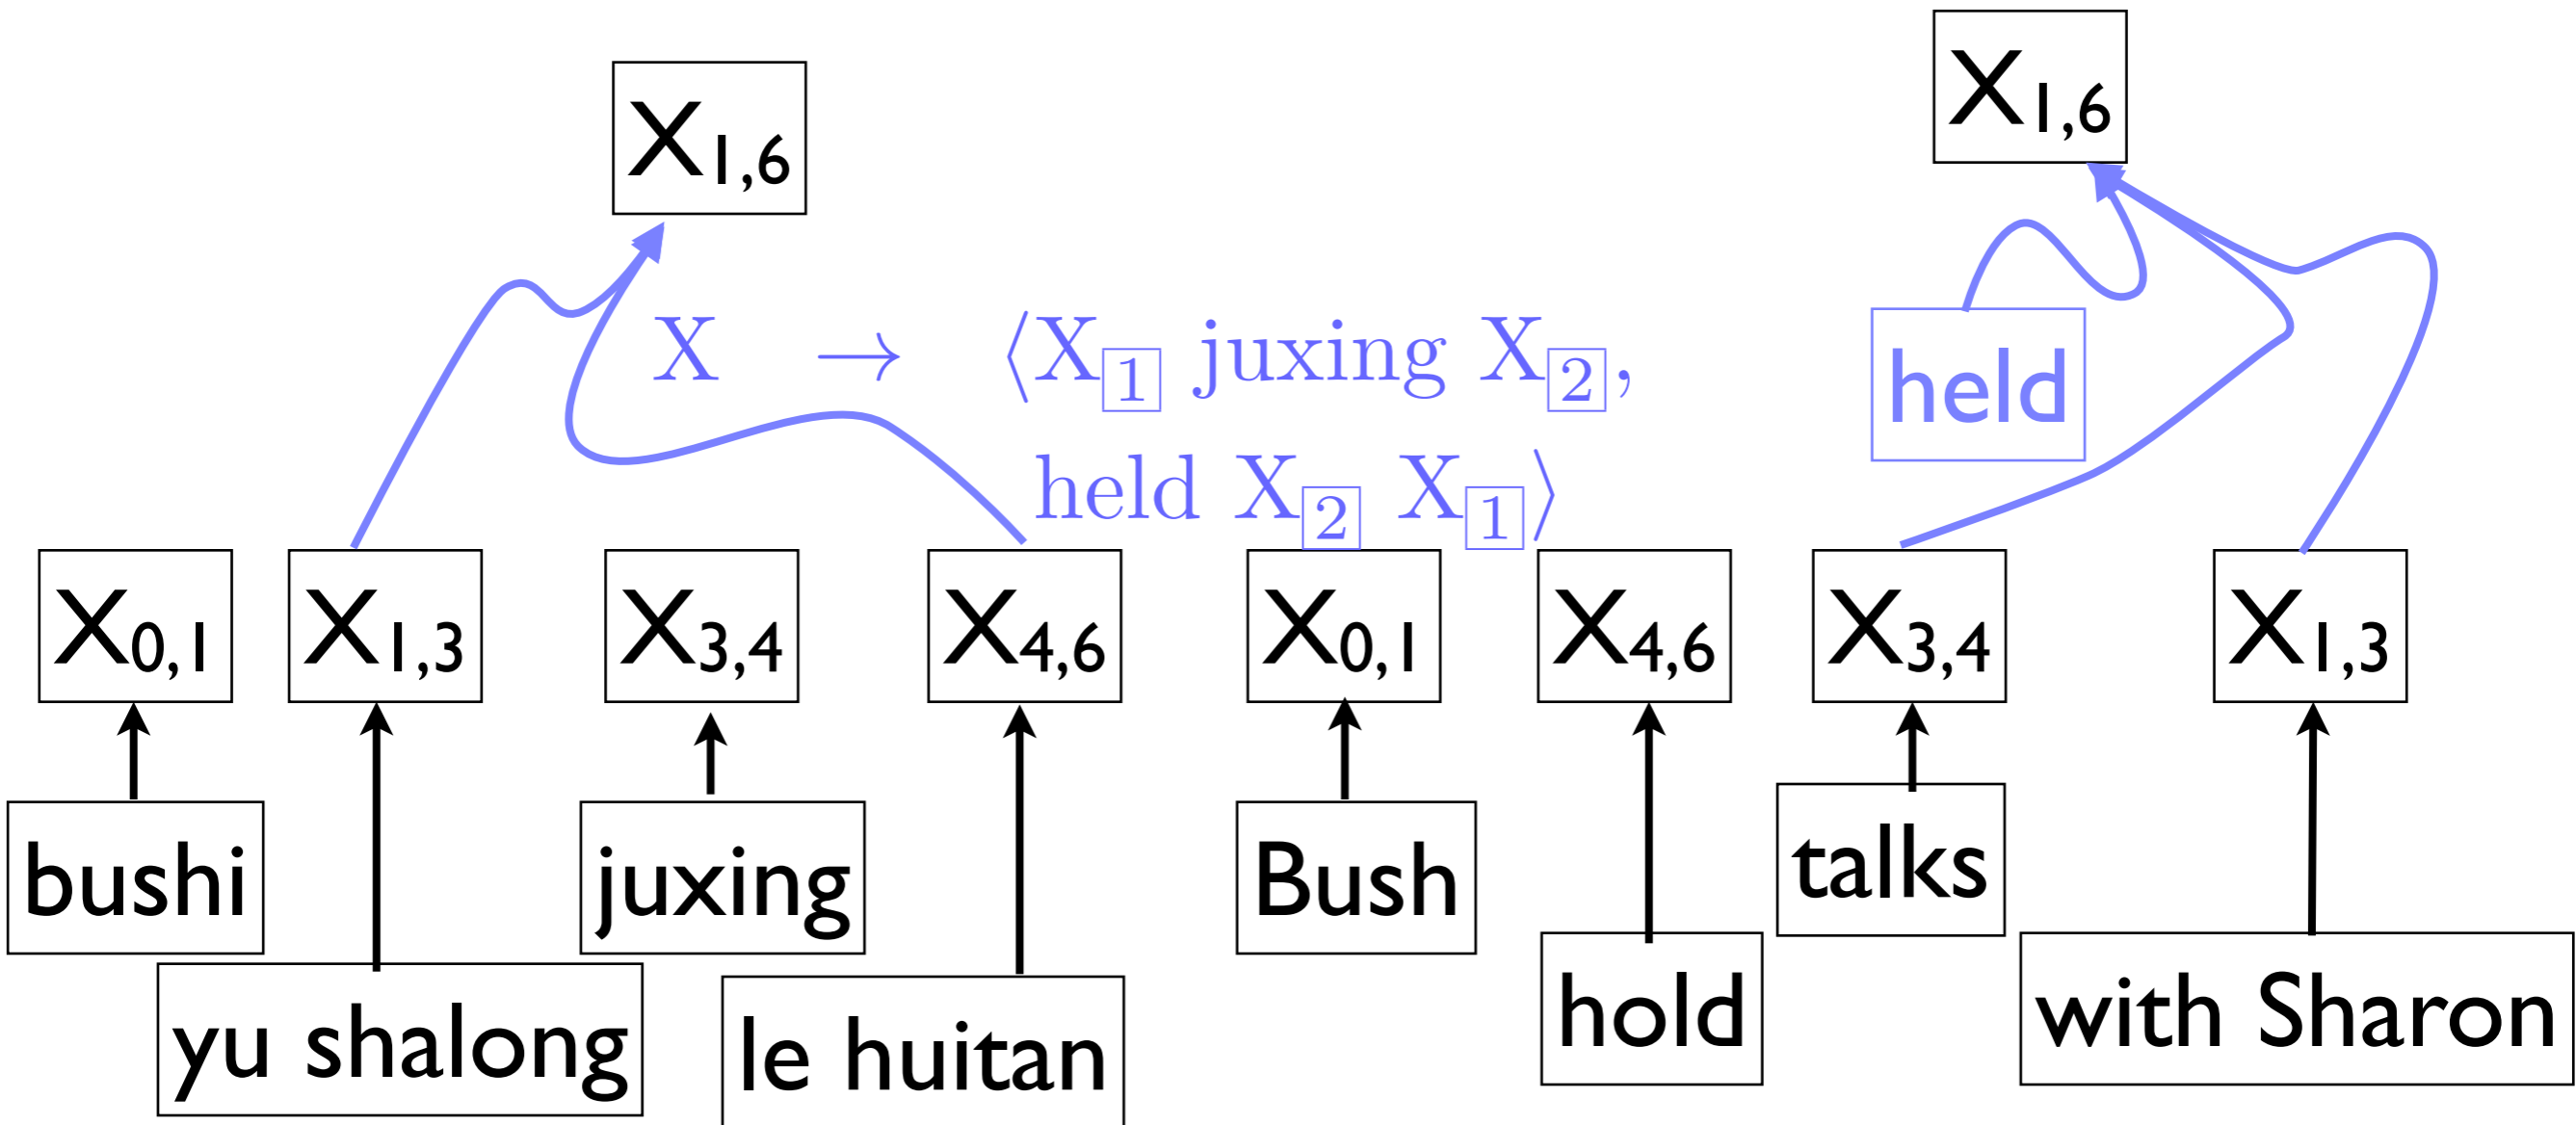 X1,6
X1,6
X → ⟨X1 juxing X2,
held X2 X1⟩
held
X0,1 X1,3 X3,4 X4,6 X0,1 X4,6 X3,4 X1,3
bushi juxing Bush talks
yu shalong le huitan hold with Sharon